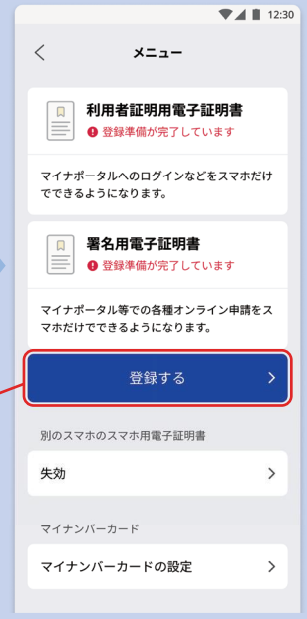 12:30
メニュー
利用者証明用電子証明書
登録準備が完了しています
マイナポータルへのログインなどをスマホだけ
でできるようになります。
署名用電子証明書
登録準備が完了しています
マイナポータル等での各種オンライン申請をス
マホだけでできるようになります。
登録する
別のスマホのスマホ用電子証明書
失効
マイナンバーカード
マイナンバーカードの設定